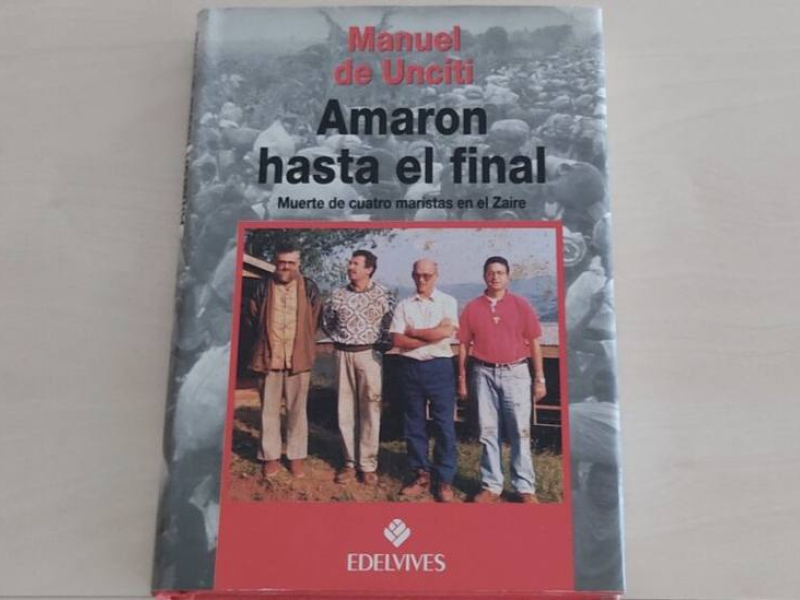 Manuel
de Unciti
Amaron
hasta el final
Muerte de cuatro maristas en el Zaire
EDELVIVES